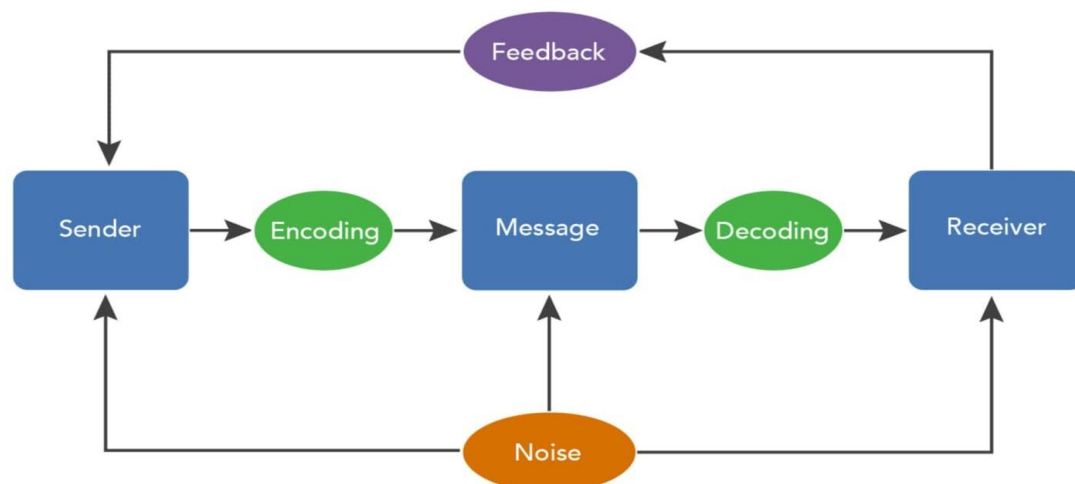 Feedback
Sender
Encoding
Message
Decoding
Receiver
Noise